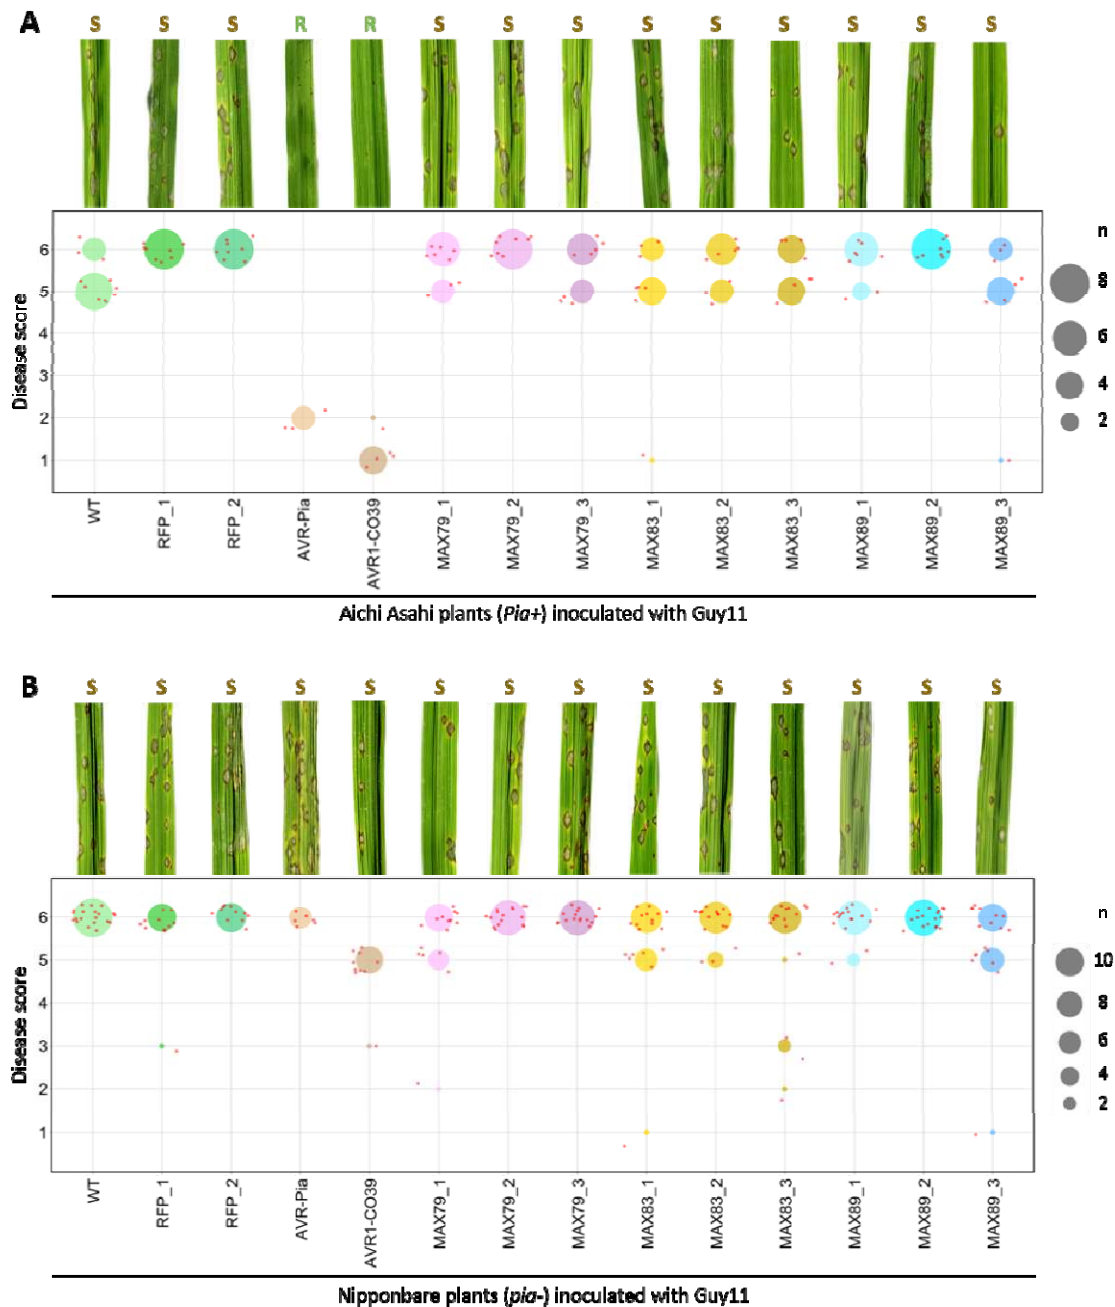 A
S S S R R S S S S S S S S S
n
6
5
4
3
2
1
Disease score
8
6
4
2
WT
RFP_1
RFP_2
AVR-Pia
AVR1-CO39
MAX79_1
MAX79_2
MAX79_3
MAX83_1
MAX83_2
MAX83_3
MAX89_1
MAX89_2
MAX89_3
Aichi Asahi plants (Pia+) inoculated with Guy11
B
S S S S S S S S S S S S S S
n
6
5
4
3
2
1
Disease score
10
8
6
4
2
WT
RFP_1
RFP_2
AVR-Pia
AVR1-CO39
MAX79_1
MAX79_2
MAX79_3
MAX83_1
MAX83_2
MAX83_3
MAX89_1
MAX89_2
MAX89_3
Nipponbare plants (pia-) inoculated with Guy11